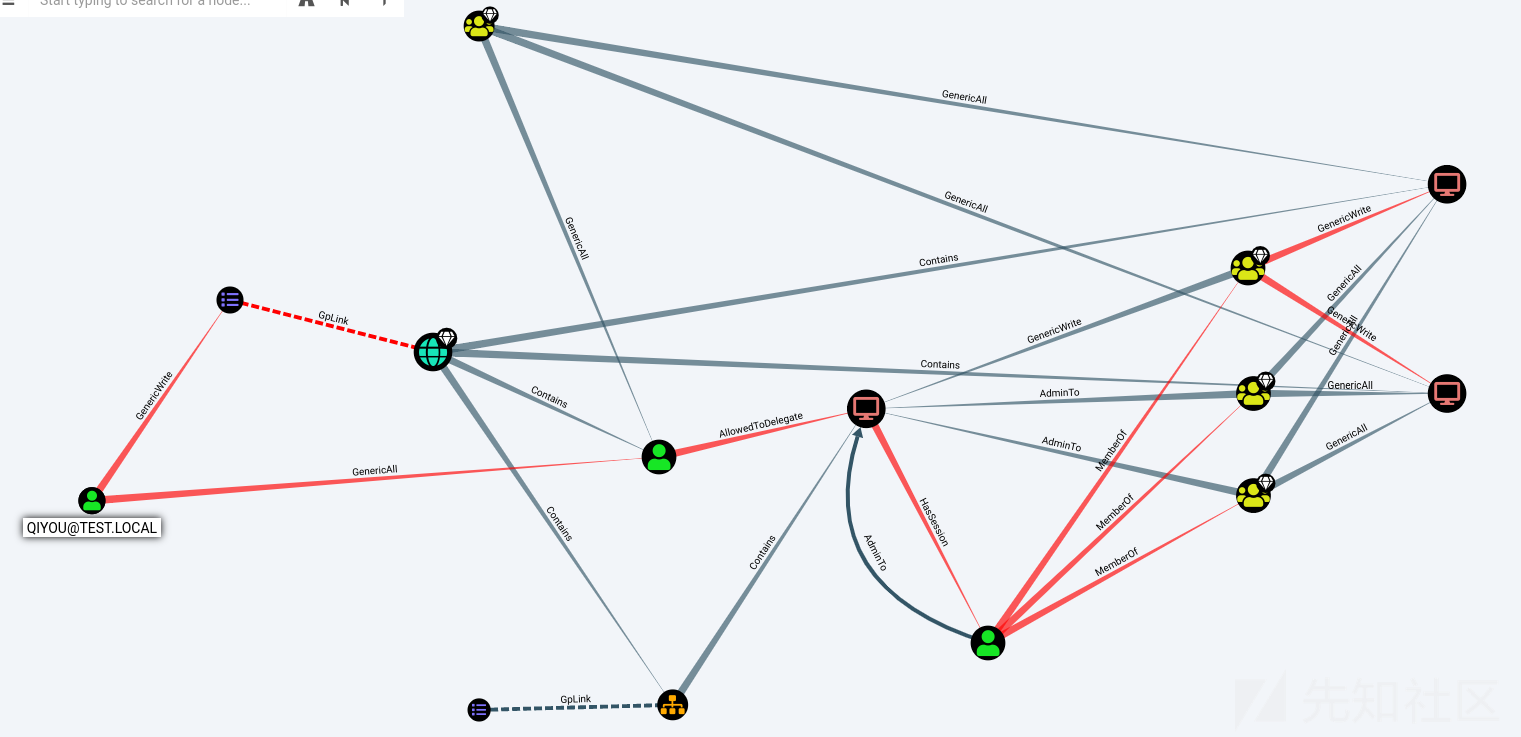 Start typing to search for a node...
GenericAll
GenericAll
GenericAll
GenericWrite
Contains
GenericAll
GpLink
GenericWrite
GenericWrite
GenericAll
Contains
GenericAll
Contains
AdminTo
GenericWrite
AllowedToDelegate
GenericAll
AdminTo
MemberOf
GenericAll
QIYOU@TEST.LOCAL
Contains
HasSession
MemberOf
Contains
AdminTo
MemberOf
GpLink
先知社区